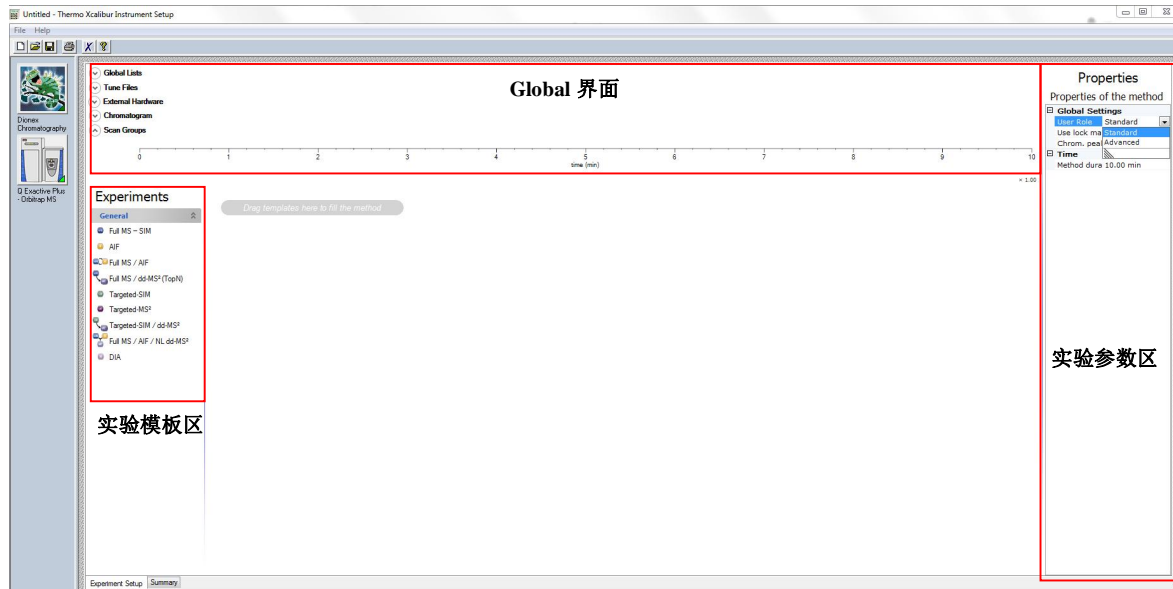 Untitled - Thermo Xcalibur Instrument Setup
File Help
Dionex
Chromatography
Q Exactive Plus
- Orbitrap MS
Global Lists
Tune Files
External Hardware
Chromatogram
Scan Groups
Global 界面
0 1 2 3 4 5 6 7 8 9 10
time (min)
× 1.00
Experiments
General
Full MS – SIM
AIF
Full MS / AIF
Full MS / dd-MS² (TopN)
Targeted-SIM
Targeted-MS²
Targeted-SIM / dd-MS²
Full MS / AIF / NL dd-MS²
DIA
实验模板区
Drag templates here to fill the method
Properties
Properties of the method
Global Settings
User Role Standard
Use lock ma Standard
Chrom. peal Advanced
Time
Method dura 10.00 min
实验参数区
Experiment Setup Summary